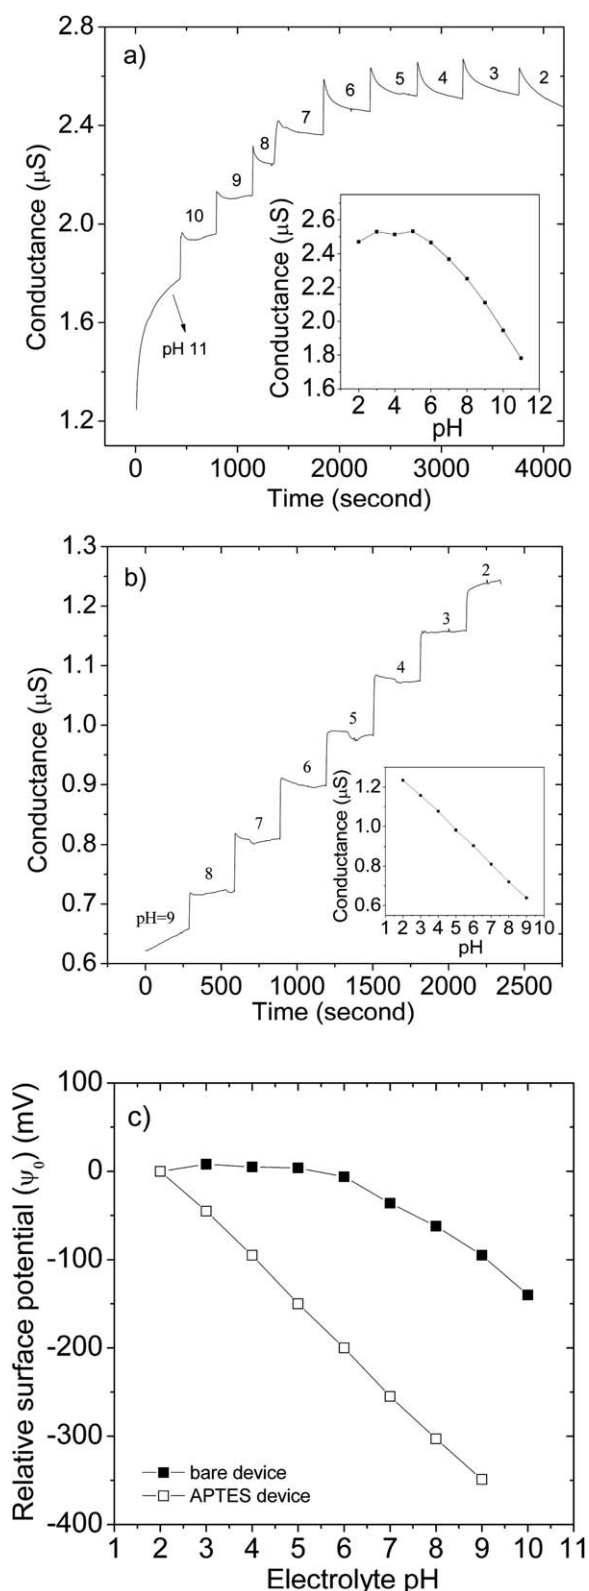 a)
2.8
2.4
2.0
1.6
1.2
Conductance (μS)
pH 11
10
9
8
7
6
5
4
3
2
0 1000 2000 3000 4000
Time (second)
2.6
2.4
2.2
2.0
1.8
1.6
Conductance (μS)
2 4 6 8 10 12
pH
b)
1.3
1.2
1.1
1.0
0.9
0.8
0.7
0.6
Conductance (μS)
pH=9
8
7
6
5
4
3
2
0 500 1000 1500 2000 2500
Time (second)
1.2
1.0
0.8
0.6
Conductance (μS)
1 2 3 4 5 6 7 8 9 10
pH
c)
100
0
-100
-200
-300
-400
Relative surface potential (ψ₀) (mV)
bare device
APTES device
1 2 3 4 5 6 7 8 9 10 11
Electrolyte pH